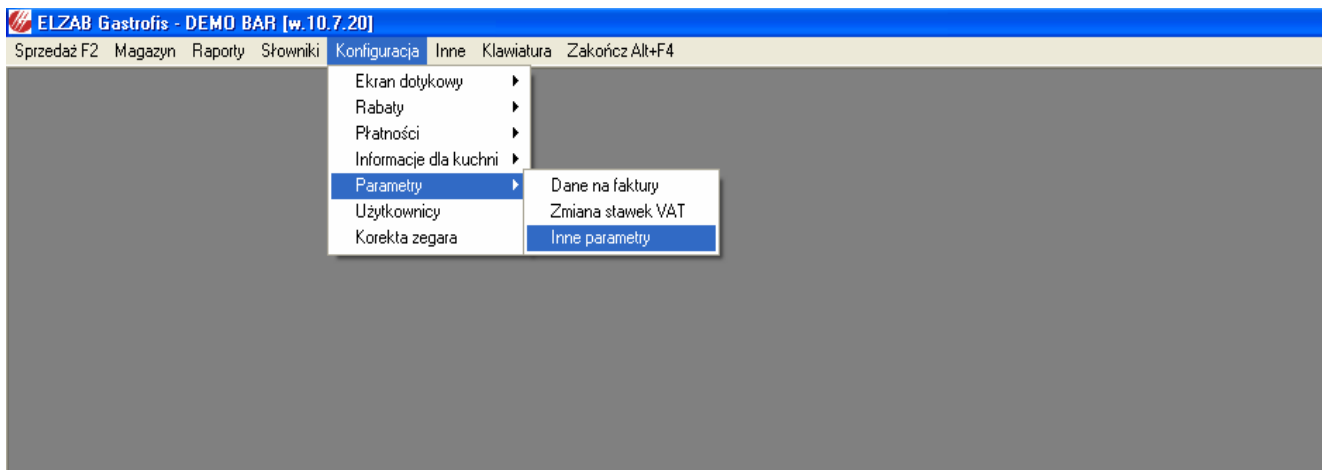 ELZAB Gastrofis - DEMO BAR [w.10.7.20]
Sprzedaż F2 Magazyn Raporty Słowniki Konfiguracja Inne Klawiatura Zakończ Alt+F4
Ekran dotykowy
Rabaty
Płatności
Informacje dla kuchni
Parametry
Dane na faktury
Użytkownicy
Zmiana stawek VAT
Korekta zegara
Inne parametry